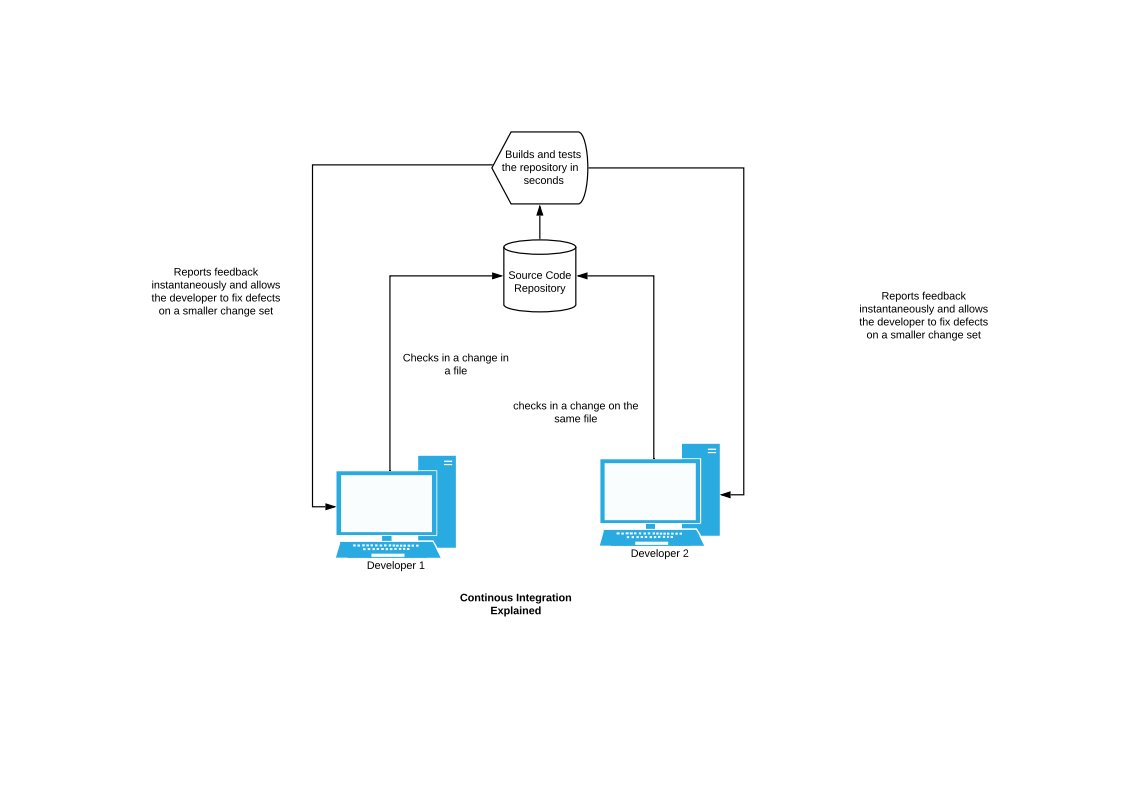 Builds and tests
the repository in
seconds
Source Code
Repository
Reports feedback
instantaneously and allows
the developer to fix defects
on a smaller change set
Reports feedback
instantaneously and allows
the developer to fix defects
on a smaller change set
Checks in a change in
a file
checks in a change on the
same file
Developer 1
Developer 2
Continous Integration
Explained